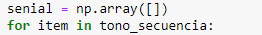 senial = np.array([])
for item in tono_secuencia: